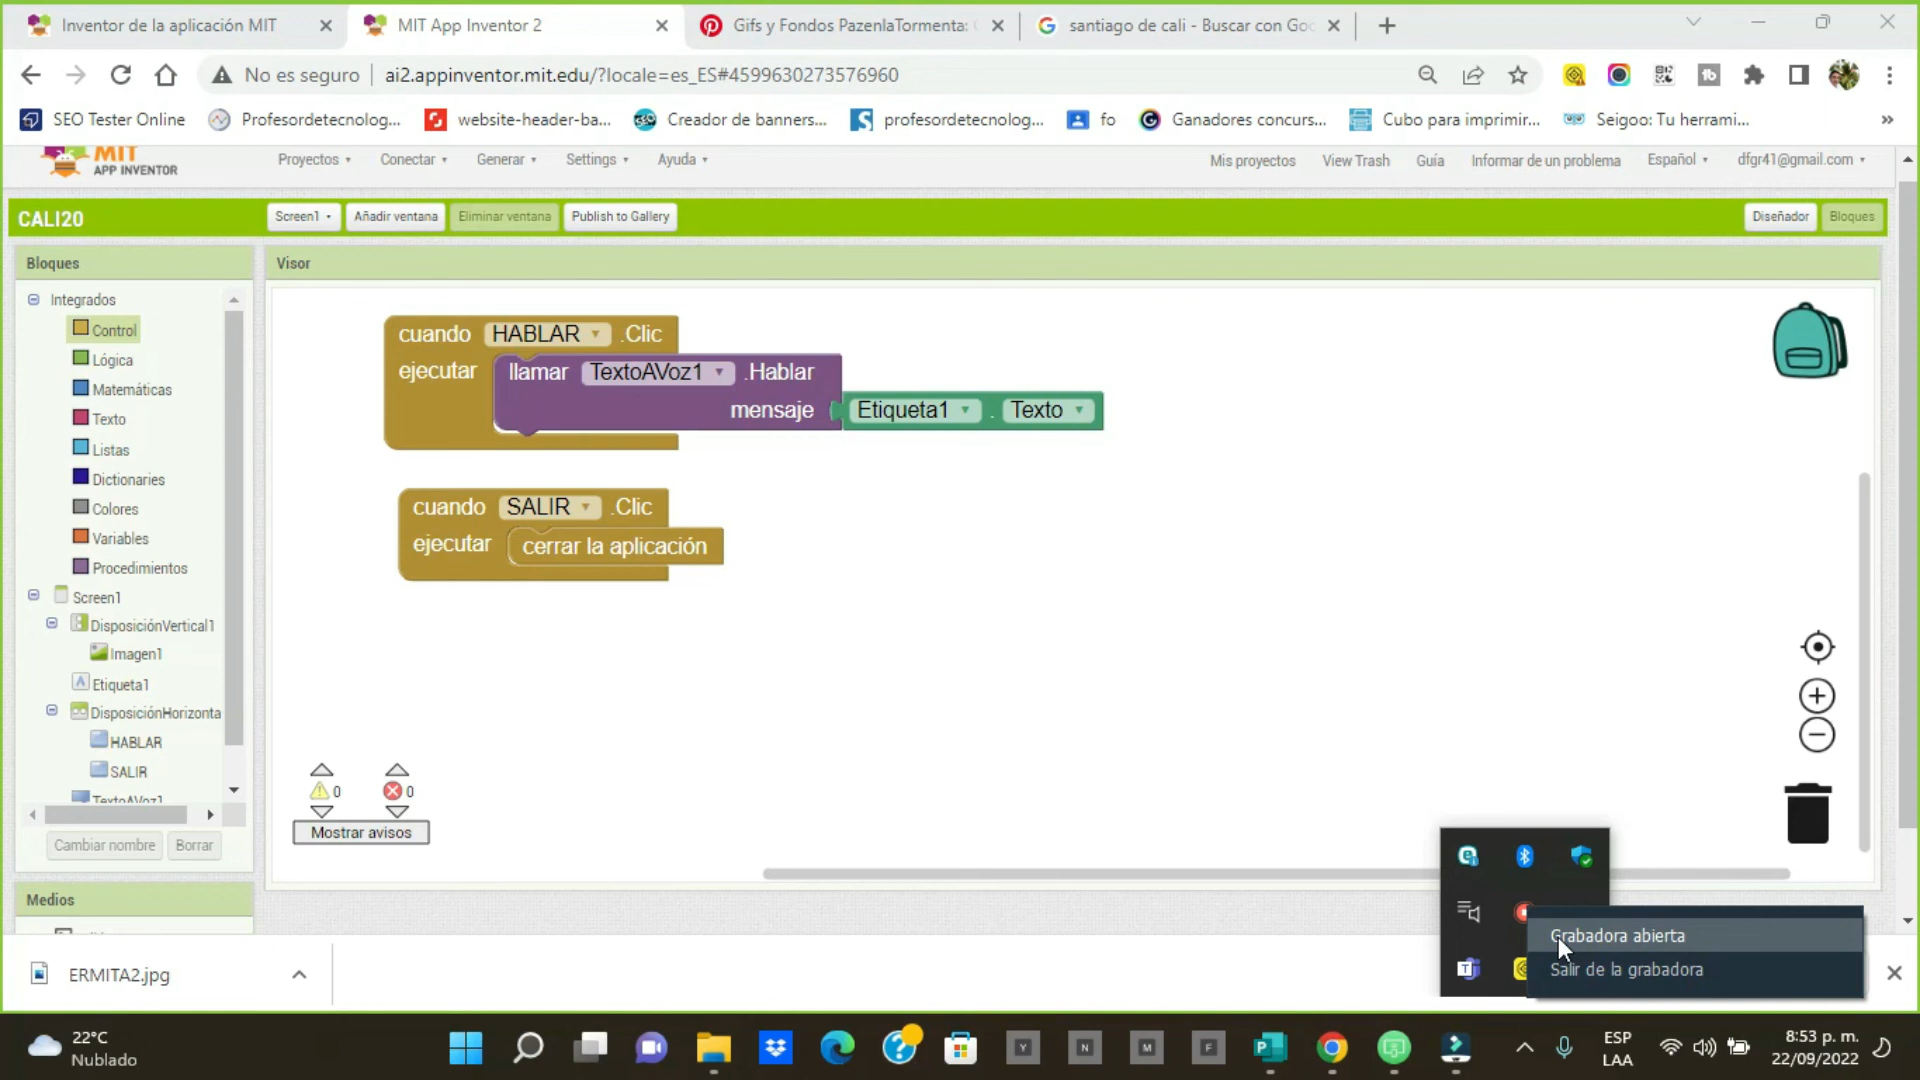 Inventor de la aplicación MIT
MIT App Inventor 2
Gifs y Fondos PazenlaTormenta:
santiago de cali - Buscar con Goo
No es seguro
ai2.appinventor.mit.edu/?locale=es_ES#4599630273576960
SEO Tester Online
Profesordetecnolog...
website-header-ba...
Creador de banners...
profesordetecnolog...
fo
Ganadores concurs...
Cubo para imprimir...
Seigoo: Tu herrami...
MIT
APP INVENTOR
Proyectos
Conectar
Generar
Settings
Ayuda
Mis proyectos
View Trash
Guía
Informar de un problema
Español
dfgr41@gmail.com
CALI20
Screen1
Añadir ventana
Eliminar ventana
Publish to Gallery
Diseñador
Bloques
Bloques
Visor
Integrados
Control
Lógica
Matemáticas
Texto
Listas
Dictionaries
Colores
Variables
Procedimientos
Screen1
DisposiciónVertical1
Imagen1
Etiqueta1
DisposiciónHorizonta
HABLAR
SALIR
TextoAVoz1
Cambiar nombre
Borrar
Medios
cuando HABLAR .Clic
ejecutar llamar TextoAVoz1 .Hablar
mensaje Etiqueta1 . Texto
cuando SALIR .Clic
ejecutar cerrar la aplicación
0
0
Mostrar avisos
Grabadora abierta
Salir de la grabadora
ERMITA2.jpg
22°C
Nublado
Y
N
M
F
ESP
LAA
8:53 p. m.
22/09/2022